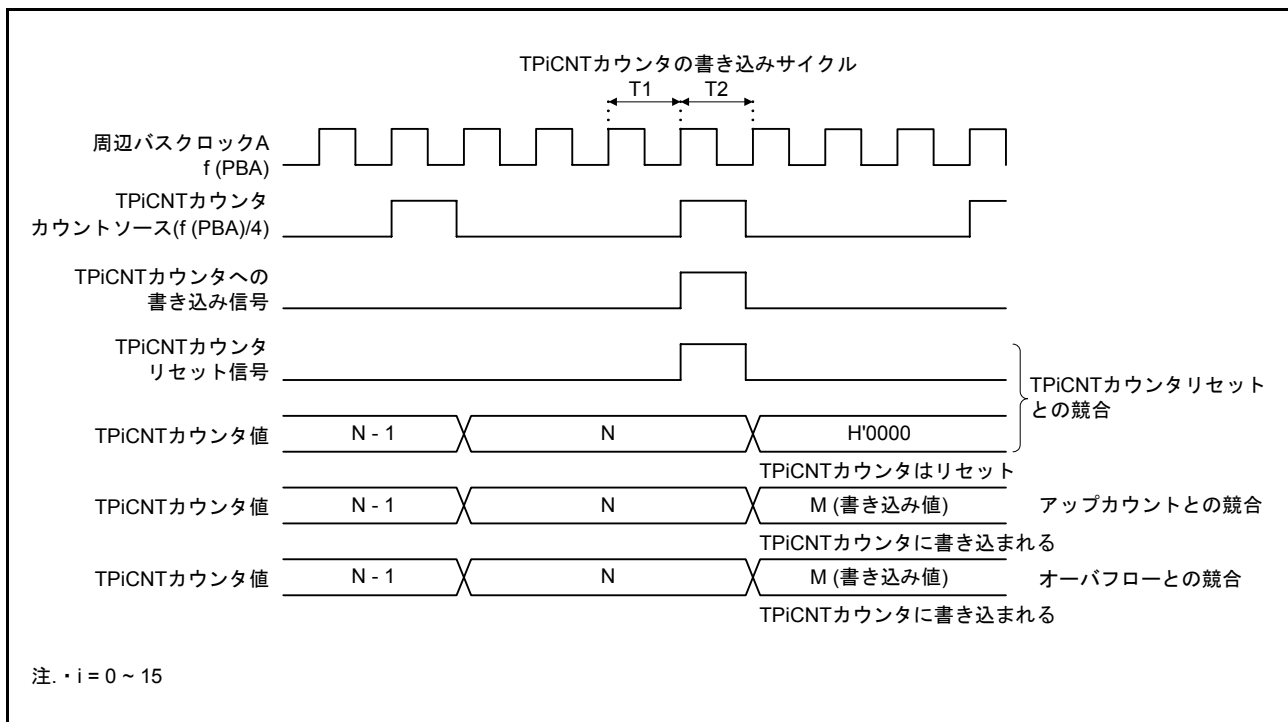 TPiCNTカウンタの書き込みサイクル
T1 T2
周辺バスクロックA
f (PBA)
TPiCNTカウンタ
カウントソース(f (PBA)/4)
TPiCNTカウンタへの
書き込み信号
TPiCNTカウンタ
リセット信号
TPiCNTカウンタリセット
との競合
TPiCNTカウンタ値 N - 1 N H'0000
TPiCNTカウンタはリセット
TPiCNTカウンタ値 N - 1 N M (書き込み値) アップカウントとの競合
TPiCNTカウンタに書き込まれる
TPiCNTカウンタ値 N - 1 N M (書き込み値) オーバフローとの競合
TPiCNTカウンタに書き込まれる
注.・i = 0 ~ 15